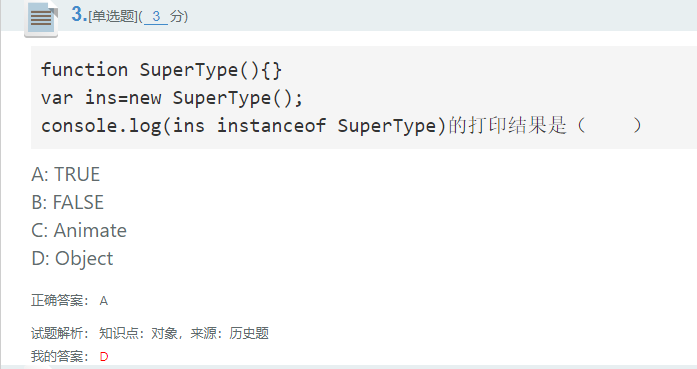 3.[单选题](  3  分)
function SuperType(){}
var ins=new SuperType();
console.log(ins instanceof SuperType)的打印结果是（    ）
A: TRUE
B: FALSE
C: Animate
D: Object
正确答案： A
试题解析： 知识点：对象，来源：历史题
我的答案： D